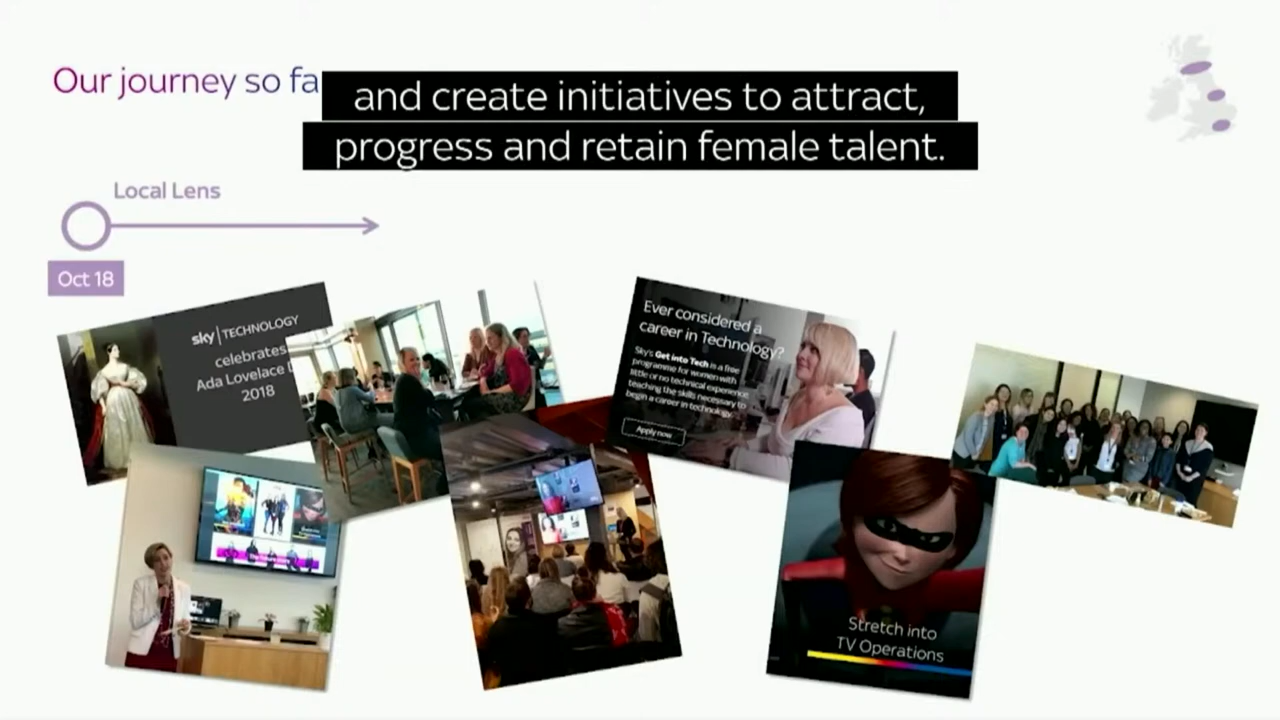 Our journey so fa
and create initiatives to attract,
progress and retain female talent.
Local Lens
Oct 18
sky TECHNOLOGY
celebrates
Ada Lovelace
2018
Ever considered a
career in Technology?
Sky's Get into Tech is a free
programme for women with
little or no technical experience
teaching the skills necessary to
begin a career in technology.
Apply now
Stretch into
TV Operations